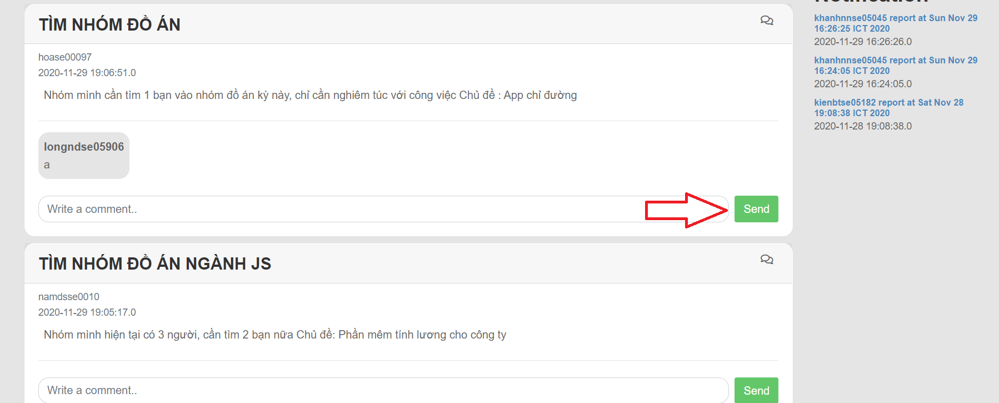 TÌM NHÓM ĐỒ ÁN
hoase00097
2020-11-29 19:06:51.0
Nhóm mình cần tìm 1 bạn vào nhóm đồ án kỳ này, chỉ cần nghiêm túc với công việc Chủ đề : App chỉ đường
longndse05906
a
Write a comment..
Send
TÌM NHÓM ĐỒ ÁN NGÀNH JS
namdsse0010
2020-11-29 19:05:17.0
Nhóm mình hiện tại có 3 người, cần tìm 2 bạn nữa Chủ đề: Phần mêm tính lương cho công ty
Write a comment..
Send
Notification
khanhnnse05045 report at Sun Nov 29
16:26:25 ICT 2020
2020-11-29 16:26:26.0
khanhnnse05045 report at Sun Nov 29
16:24:05 ICT 2020
2020-11-29 16:24:05.0
kienbtse05182 report at Sat Nov 28
19:08:38 ICT 2020
2020-11-28 19:08:38.0